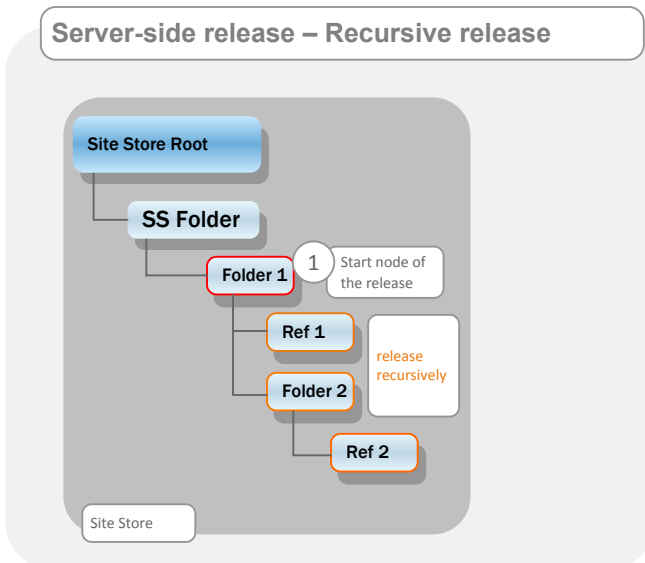 Server-side release – Recursive release
Site Store Root
SS Folder
Folder 1
1
Start node of
the release
Ref 1
release
recursively
Folder 2
Ref 2
Site Store